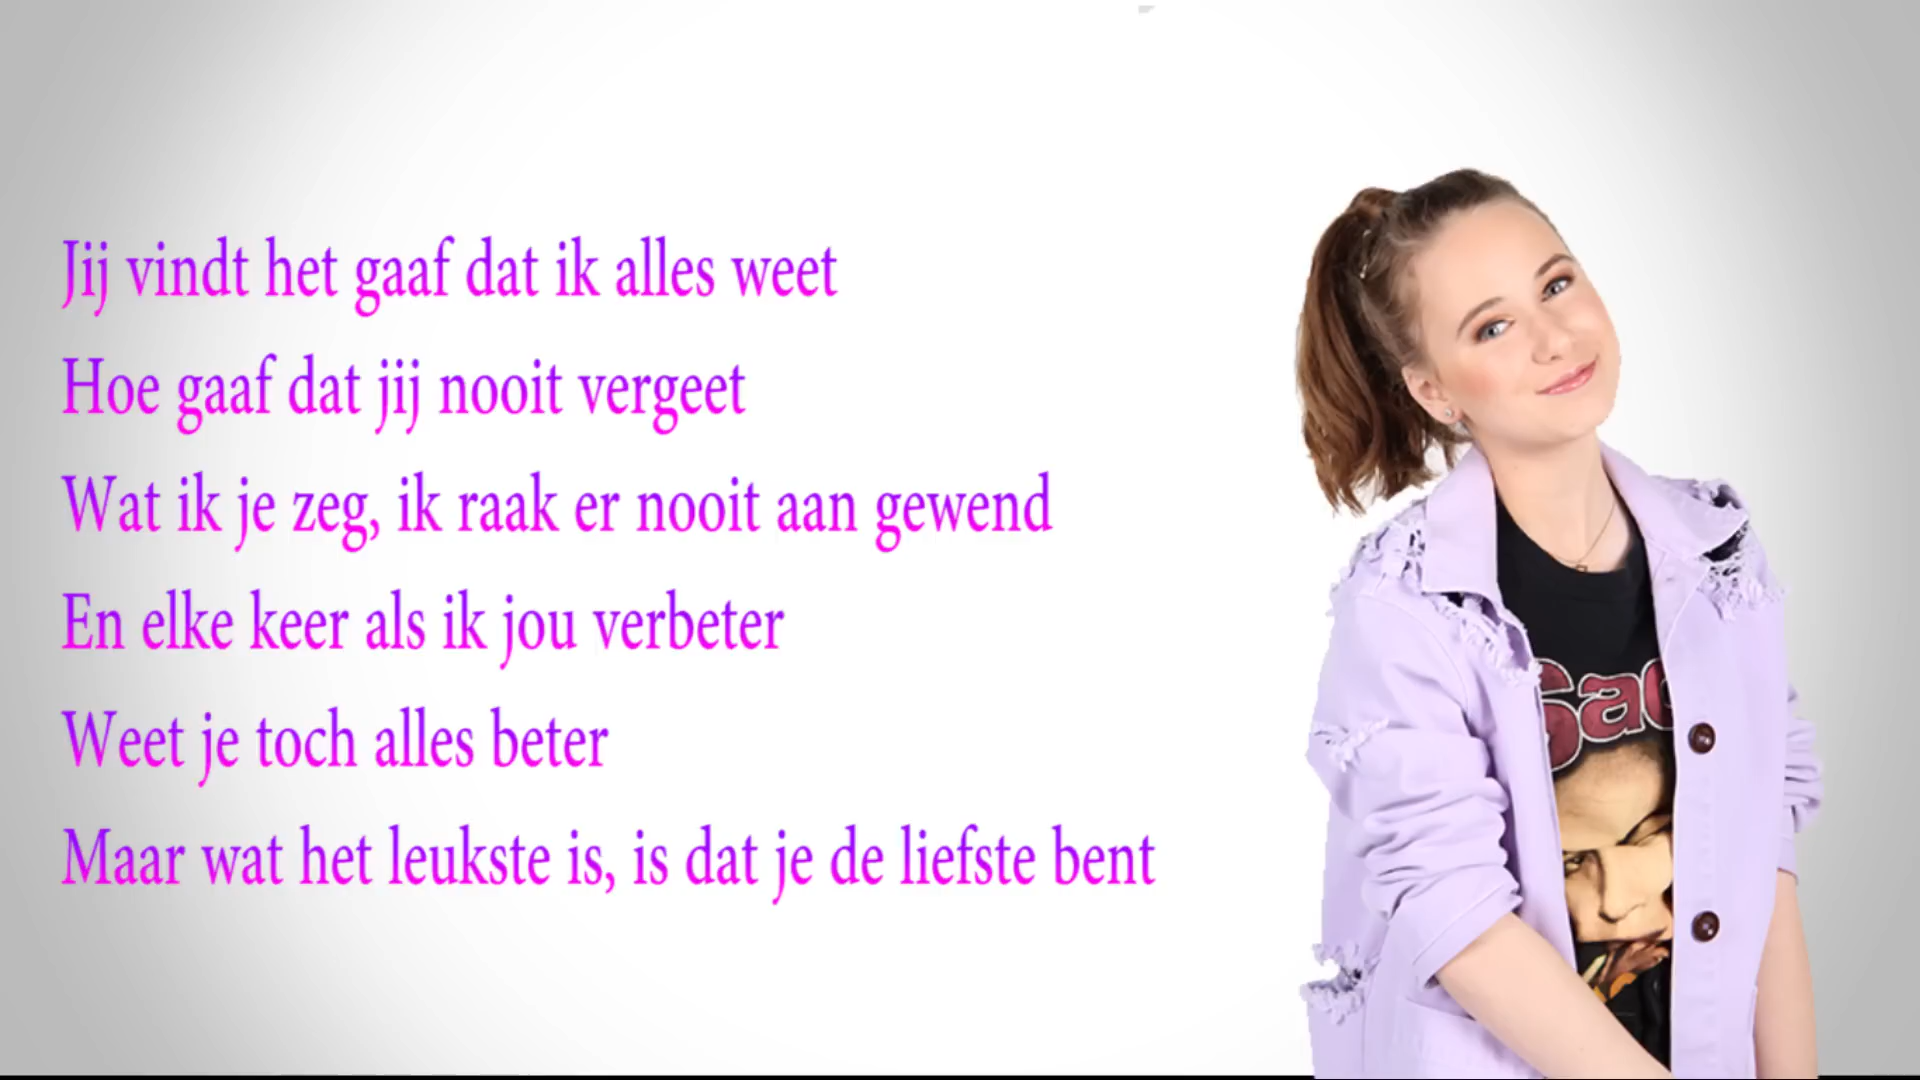 Jij vindt het gaaf dat ik alles weet
Hoe gaaf dat jij nooit vergeet
Wat ik je zeg, ik raak er nooit aan gewend
En elke keer als ik jou verbeter
Weet je toch alles beter
Maar wat het leukste is, is dat je de liefste bent